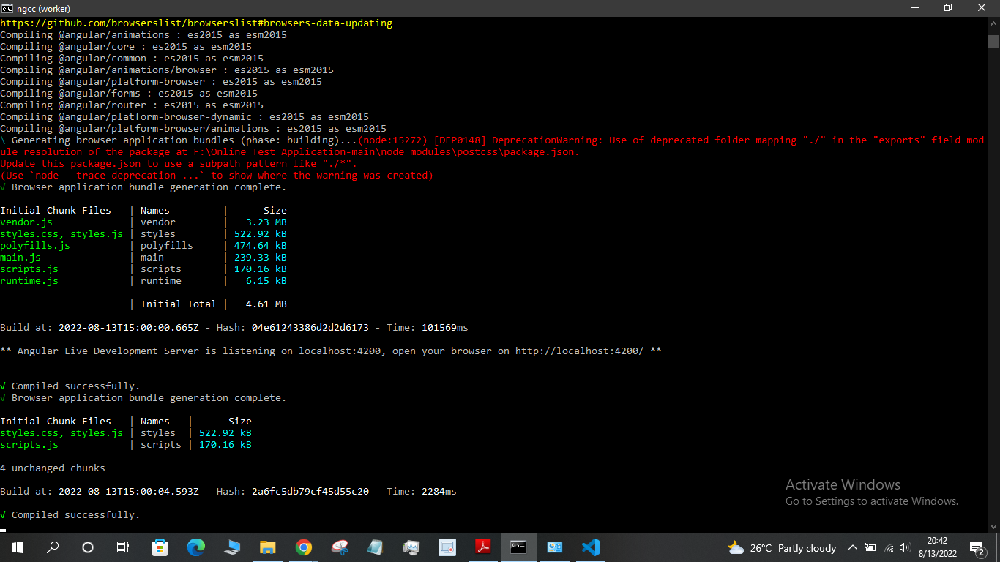 ngcc (worker)
https://github.com/browserslist/browserslist#browsers-data-updating
Compiling @angular/animations : es2015 as esm2015
Compiling @angular/core : es2015 as esm2015
Compiling @angular/common : es2015 as esm2015
Compiling @angular/animations/browser : es2015 as esm2015
Compiling @angular/platform-browser : es2015 as esm2015
Compiling @angular/forms : es2015 as esm2015
Compiling @angular/router : es2015 as esm2015
Compiling @angular/platform-browser-dynamic : es2015 as esm2015
Compiling @angular/platform-browser/animations : es2015 as esm2015
\ Generating browser application bundles (phase: building)...(node:15272) [DEP0148] DeprecationWarning: Use of deprecated folder mapping "./" in the "exports" field mod
ule resolution of the package at F:\Online_Test_Application-main\node_modules\postcss\package.json.
Update this package.json to use a subpath pattern like "./*".
(Use `node --trace-deprecation ...` to show where the warning was created)
√ Browser application bundle generation complete.
Initial Chunk Files | Names | Size
vendor.js | vendor | 3.23 MB
styles.css, styles.js | styles | 522.92 kB
polyfills.js | polyfills | 474.64 kB
main.js | main | 239.33 kB
scripts.js | scripts | 170.16 kB
runtime.js | runtime | 6.15 kB
| Initial Total | 4.61 MB
Build at: 2022-08-13T15:00:00.665Z - Hash: 04e61243386d2d2d6173 - Time: 101569ms
** Angular Live Development Server is listening on localhost:4200, open your browser on http://localhost:4200/ **
√ Compiled successfully.
√ Browser application bundle generation complete.
Initial Chunk Files | Names | Size
styles.css, styles.js | styles | 522.92 kB
scripts.js | scripts | 170.16 kB
4 unchanged chunks
Build at: 2022-08-13T15:00:04.593Z - Hash: 2a6fc5db79cf45d55c20 - Time: 2284ms
√ Compiled successfully.
Activate Windows
Go to Settings to activate Windows.
26°C Partly cloudy
20:42
8/13/2022
2